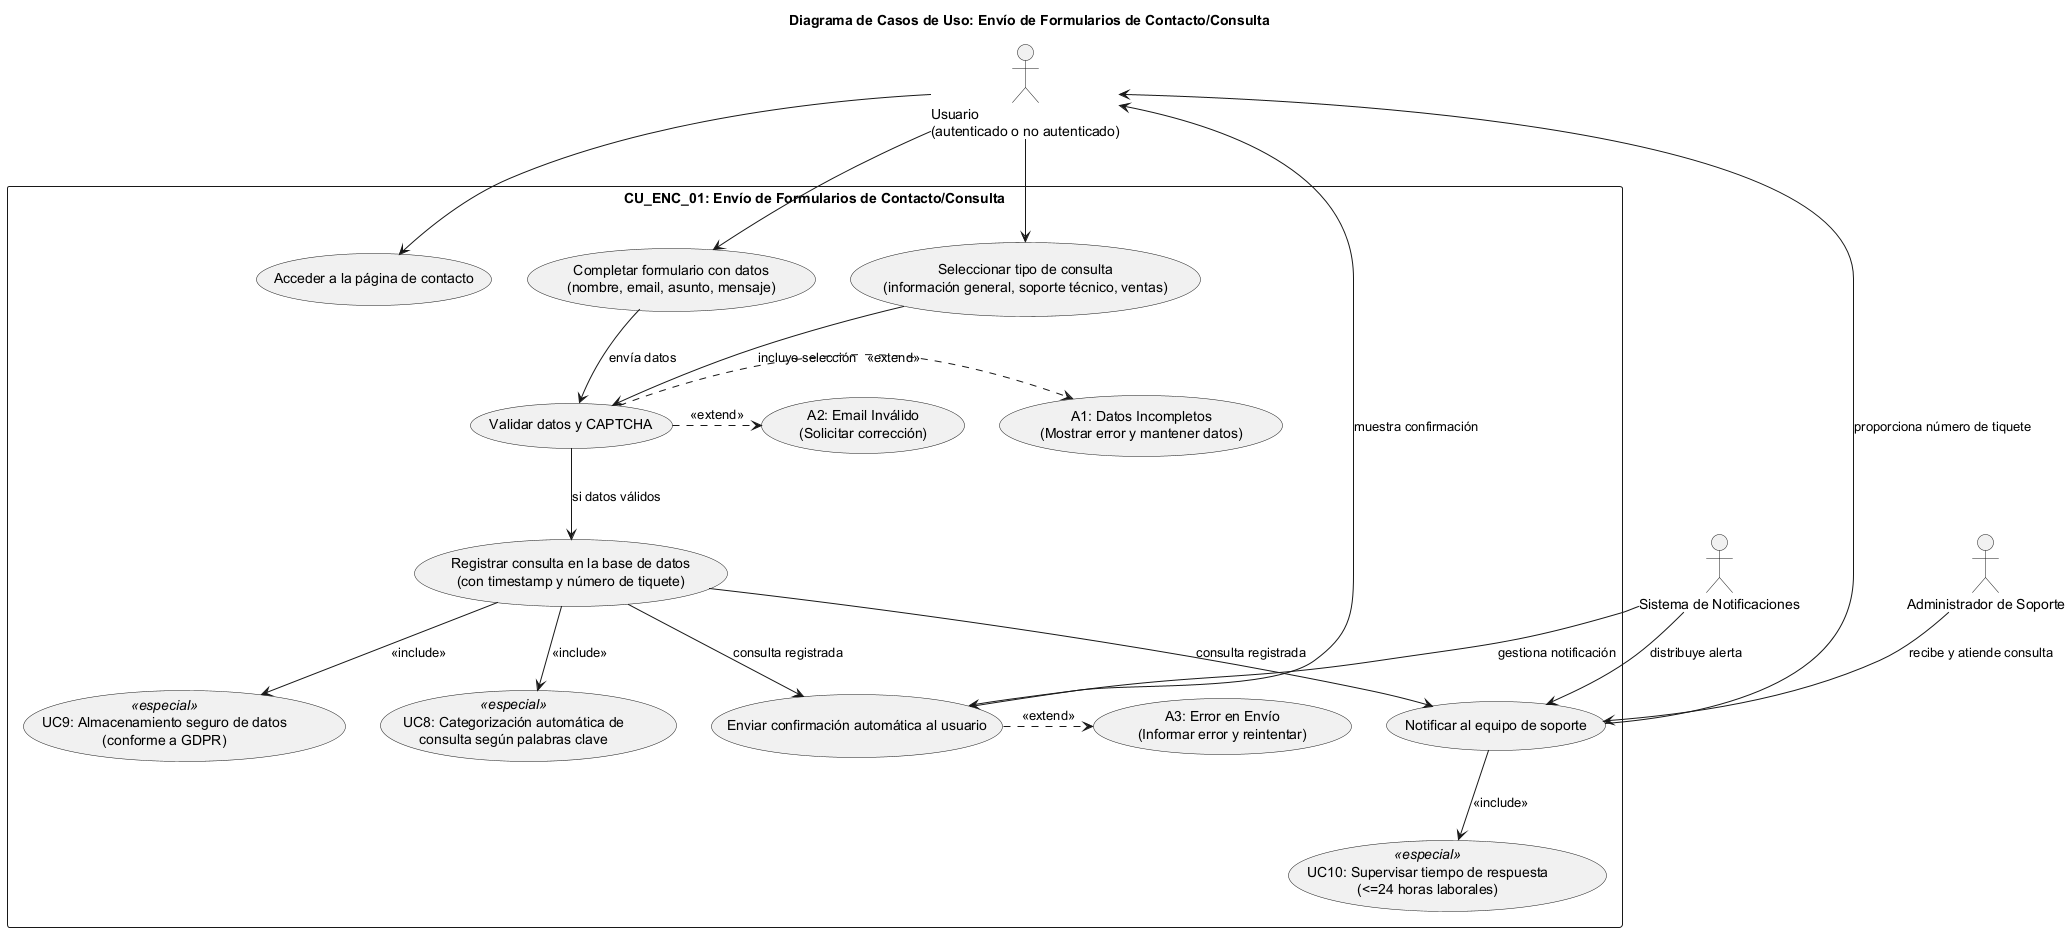 Diagrama de Casos de Uso: Envío de Formularios de Contacto/Consulta
Usuario
(autenticado o no autenticado)
CU_ENC_01: Envío de Formularios de Contacto/Consulta
Acceder a la página de contacto
Completar formulario con datos
(nombre, email, asunto, mensaje)
Seleccionar tipo de consulta
(información general, soporte técnico, ventas)
envía datos
incluye selección
«extend»
Validar datos y CAPTCHA
«extend»
A2: Email Inválido
(Solicitar corrección)
A1: Datos Incompletos
(Mostrar error y mantener datos)
muestra confirmación
proporciona número de tiquete
si datos válidos
Registrar consulta en la base de datos
(con timestamp y número de tiquete)
Sistema de Notificaciones
Administrador de Soporte
«include»
«include»
consulta registrada
consulta registrada
gestiona notificación
distribuye alerta
recibe y atiende consulta
«especial»
UC9: Almacenamiento seguro de datos
(conforme a GDPR)
«especial»
UC8: Categorización automática de
consulta según palabras clave
Enviar confirmación automática al usuario
«extend»
A3: Error en Envío
(Informar error y reintentar)
Notificar al equipo de soporte
«include»
«especial»
UC10: Supervisar tiempo de respuesta
(<=24 horas laborales)